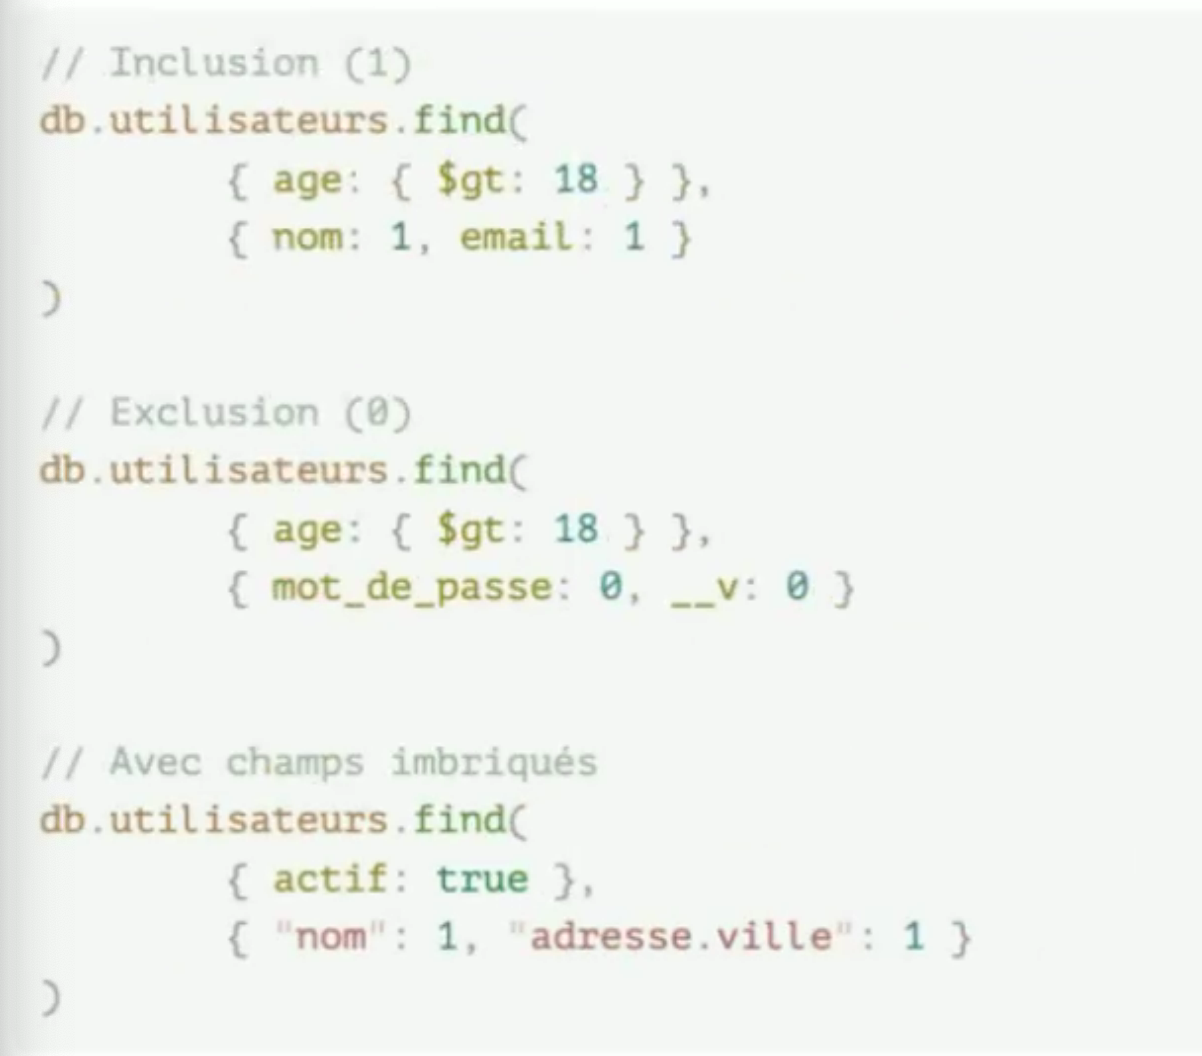 // Inclusion (1)
db.utilisateurs.find(
{ age: { $gt: 18 } },
{ nom: 1, email: 1 }
)
// Exclusion (0)
db.utilisateurs.find(
{ age: { $gt: 18 } },
{ mot_de_passe: 0, __v: 0 }
)
// Avec champs imbriqués
db.utilisateurs.find(
{ actif: true },
{ "nom": 1, "adresse.ville": 1 }
)